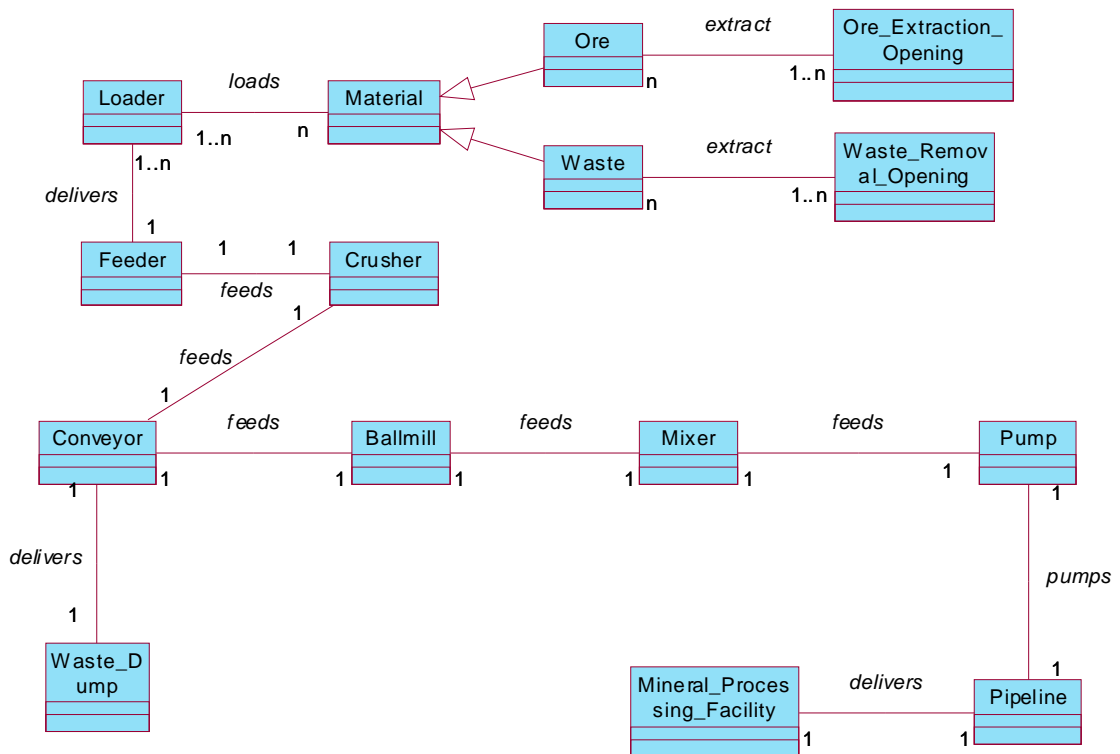 Ore
extract
Ore_Extraction_
Opening
n
1..n
Loader
loads
Material
1..n
n
1..n
Waste
extract
Waste_Remov
al_Opening
n
1..n
delivers
1
Feeder
1
1
Crusher
feeds
1
feeds
1
Conveyor
feeds
Ballmill
feeds
Mixer
feeds
Pump
1
1
1
1
1
1
1
1
delivers
1
pumps
1
Waste_D
ump
Mineral_Proces
sing_Facility
delivers
Pipeline
1
1
1